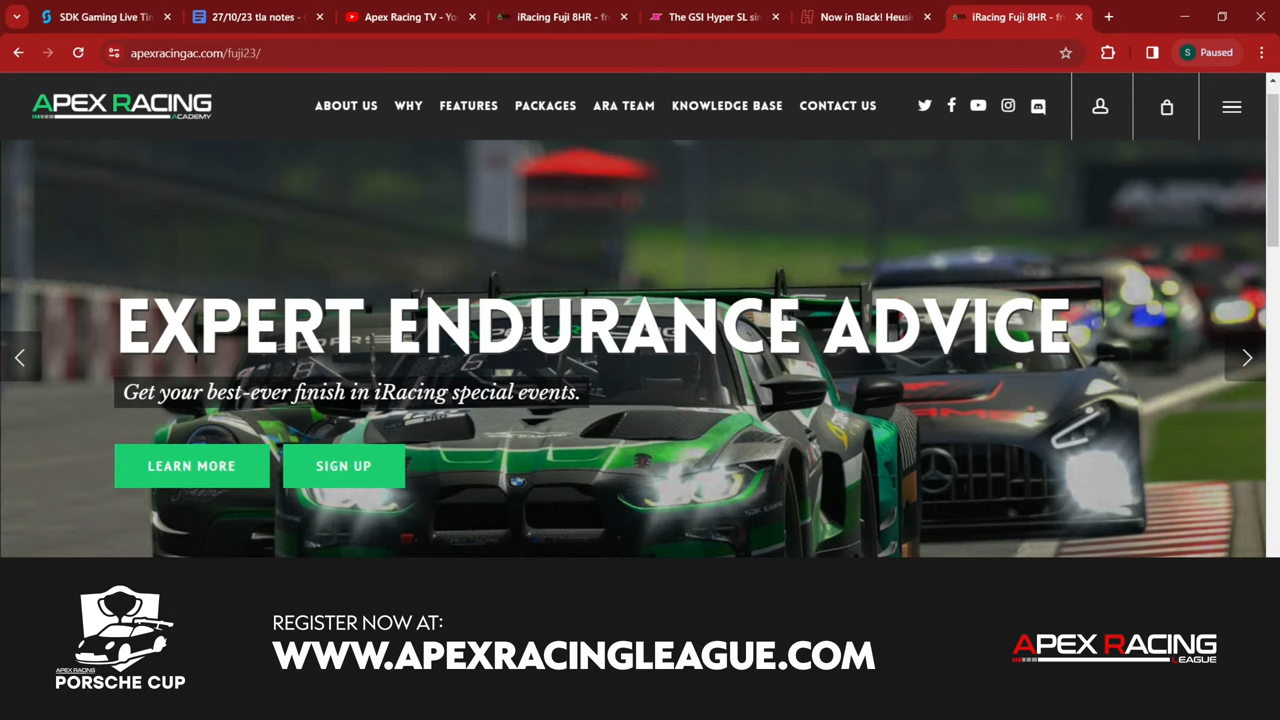 SDK Gaming Live Tim
27/10/23 tla notes - G
Apex Racing TV - Yo
iRacing Fuji 8HR - fre
The GSI Hyper SL sim
Now in Black! Heusi
iRacing Fuji 8HR - fr
apexracingac.com/fuji23/
S Paused
APEX RACING
ACADEMY
ABOUT US WHY FEATURES PACKAGES ARA TEAM KNOWLEDGE BASE CONTACT US
EXPERT ENDURANCE ADVICE
Get your best-ever finish in iRacing special events.
LEARN MORE SIGN UP
APEX RACING
PORSCHE CUP
REGISTER NOW AT:
WWW.APEXRACINGLEAGUE.COM
APEX RACING
LEAGUE